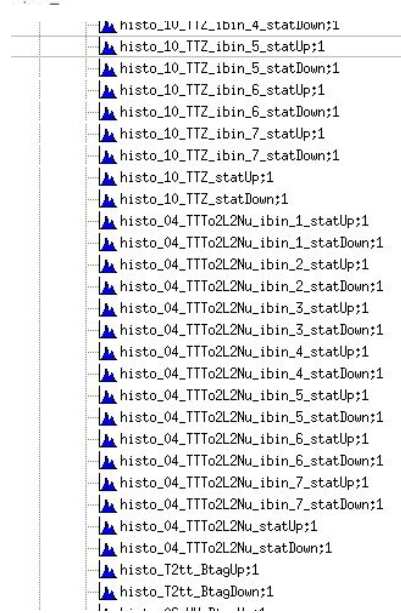 histo_10_TTZ_ibin_4_statDown;1
histo_10_TTZ_ibin_5_statUp;1
histo_10_TTZ_ibin_5_statDown;1
histo_10_TTZ_ibin_6_statUp;1
histo_10_TTZ_ibin_6_statDown;1
histo_10_TTZ_ibin_7_statUp;1
histo_10_TTZ_ibin_7_statDown;1
histo_10_TTZ_statUp;1
histo_10_TTZ_statDown;1
histo_04_TTTo2L2Nu_ibin_1_statUp;1
histo_04_TTTo2L2Nu_ibin_1_statDown;1
histo_04_TTTo2L2Nu_ibin_2_statUp;1
histo_04_TTTo2L2Nu_ibin_2_statDown;1
histo_04_TTTo2L2Nu_ibin_3_statUp;1
histo_04_TTTo2L2Nu_ibin_3_statDown;1
histo_04_TTTo2L2Nu_ibin_4_statUp;1
histo_04_TTTo2L2Nu_ibin_4_statDown;1
histo_04_TTTo2L2Nu_ibin_5_statUp;1
histo_04_TTTo2L2Nu_ibin_5_statDown;1
histo_04_TTTo2L2Nu_ibin_6_statUp;1
histo_04_TTTo2L2Nu_ibin_6_statDown;1
histo_04_TTTo2L2Nu_ibin_7_statUp;1
histo_04_TTTo2L2Nu_ibin_7_statDown;1
histo_04_TTTo2L2Nu_statUp;1
histo_04_TTTo2L2Nu_statDown;1
histo_T2tt_BtagUp;1
histo_T2tt_BtagDown;1